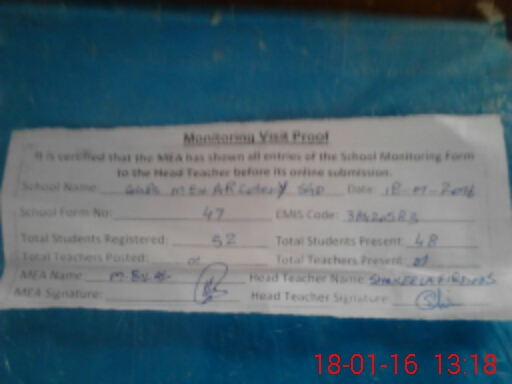 Monitoring Visit Proof
It is certified that the MEA has shown all entries of the School Monitoring Form
to the Head Teacher before its online submission.
School Name: Date: 18-01-2016
School Form No: 47 EMIS Code:
Total Students Registered: 52 Total Students Present: 48
Total Teachers Posted: 01 Total Teachers Present: 01
MEA Name: Head Teacher Name
MEA Signature: Head Teacher Signature:
18-01-16 13:18